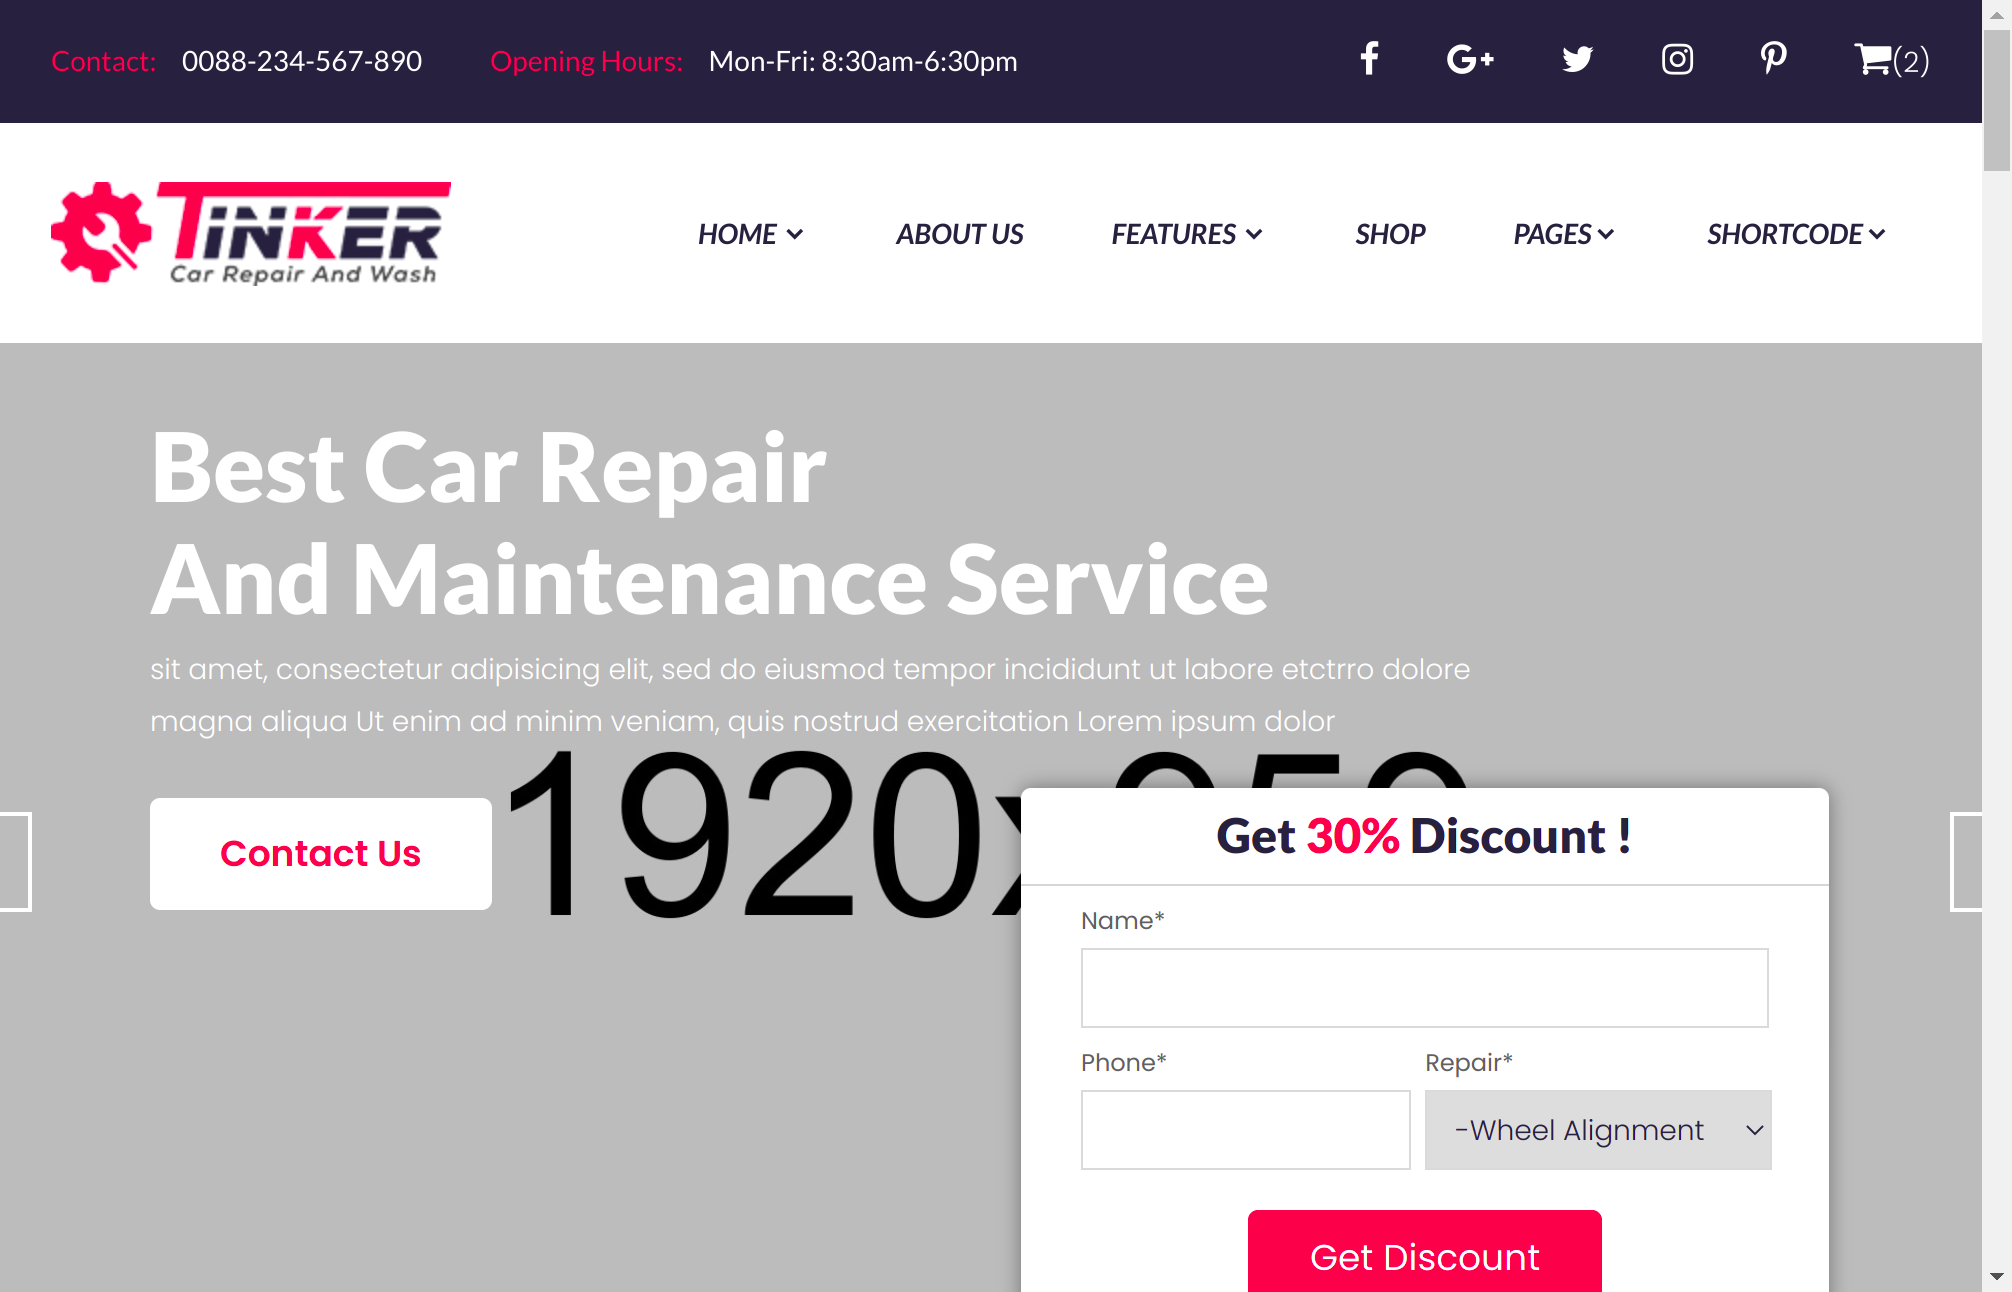 Contact: 0088-234-567-890 Opening Hours: Mon-Fri: 8:30am-6:30pm (2)
TINKER
Car Repair And Wash
HOME ABOUT US FEATURES SHOP PAGES SHORTCODE
Best Car Repair
And Maintenance Service
sit amet, consectetur adipisicing elit, sed do eiusmod tempor incididunt ut labore etctrro dolore
magna aliqua Ut enim ad minim veniam, quis nostrud exercitation Lorem ipsum dolor
1920x
Contact Us
Get 30% Discount !
Name*
Phone* Repair*
-Wheel Alignment
Get Discount